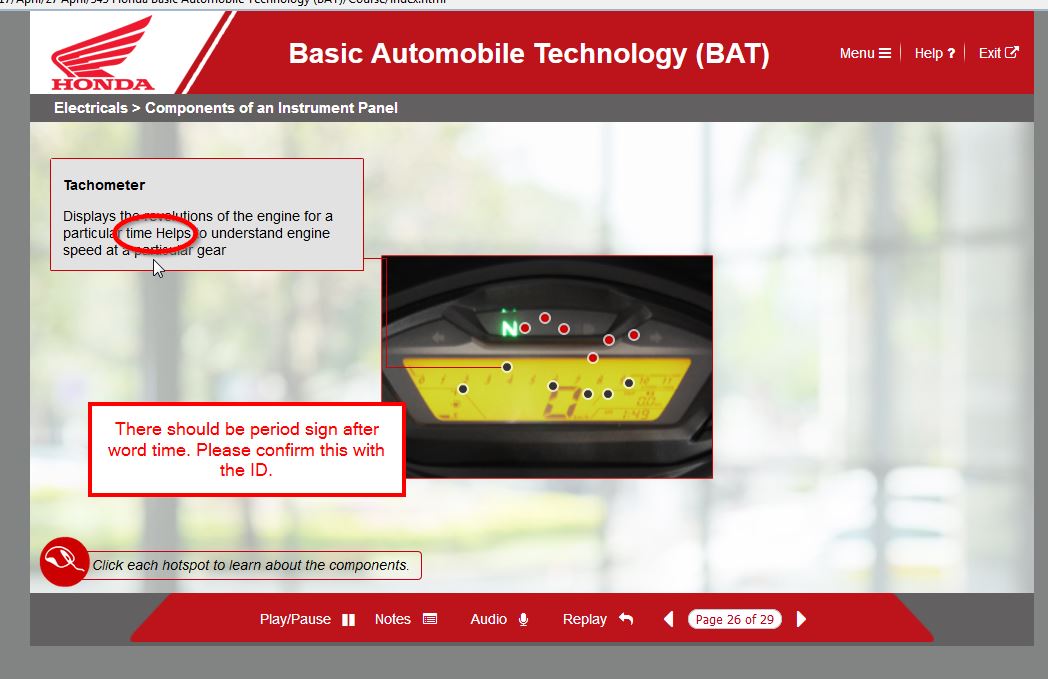 17/April/27 April/545 Honda Basic Automobile Technology (BAT)/Course/index.html
HONDA
Basic Automobile Technology (BAT)
Menu
Help ?
Exit
Electricals > Components of an Instrument Panel
Tachometer
Displays the revolutions of the engine for a
particular time Helps to understand engine
speed at a particular gear
N
There should be period sign after
word time. Please confirm this with
the ID.
Click each hotspot to learn about the components.
Play/Pause
Notes
Audio
Replay
Page 26 of 29